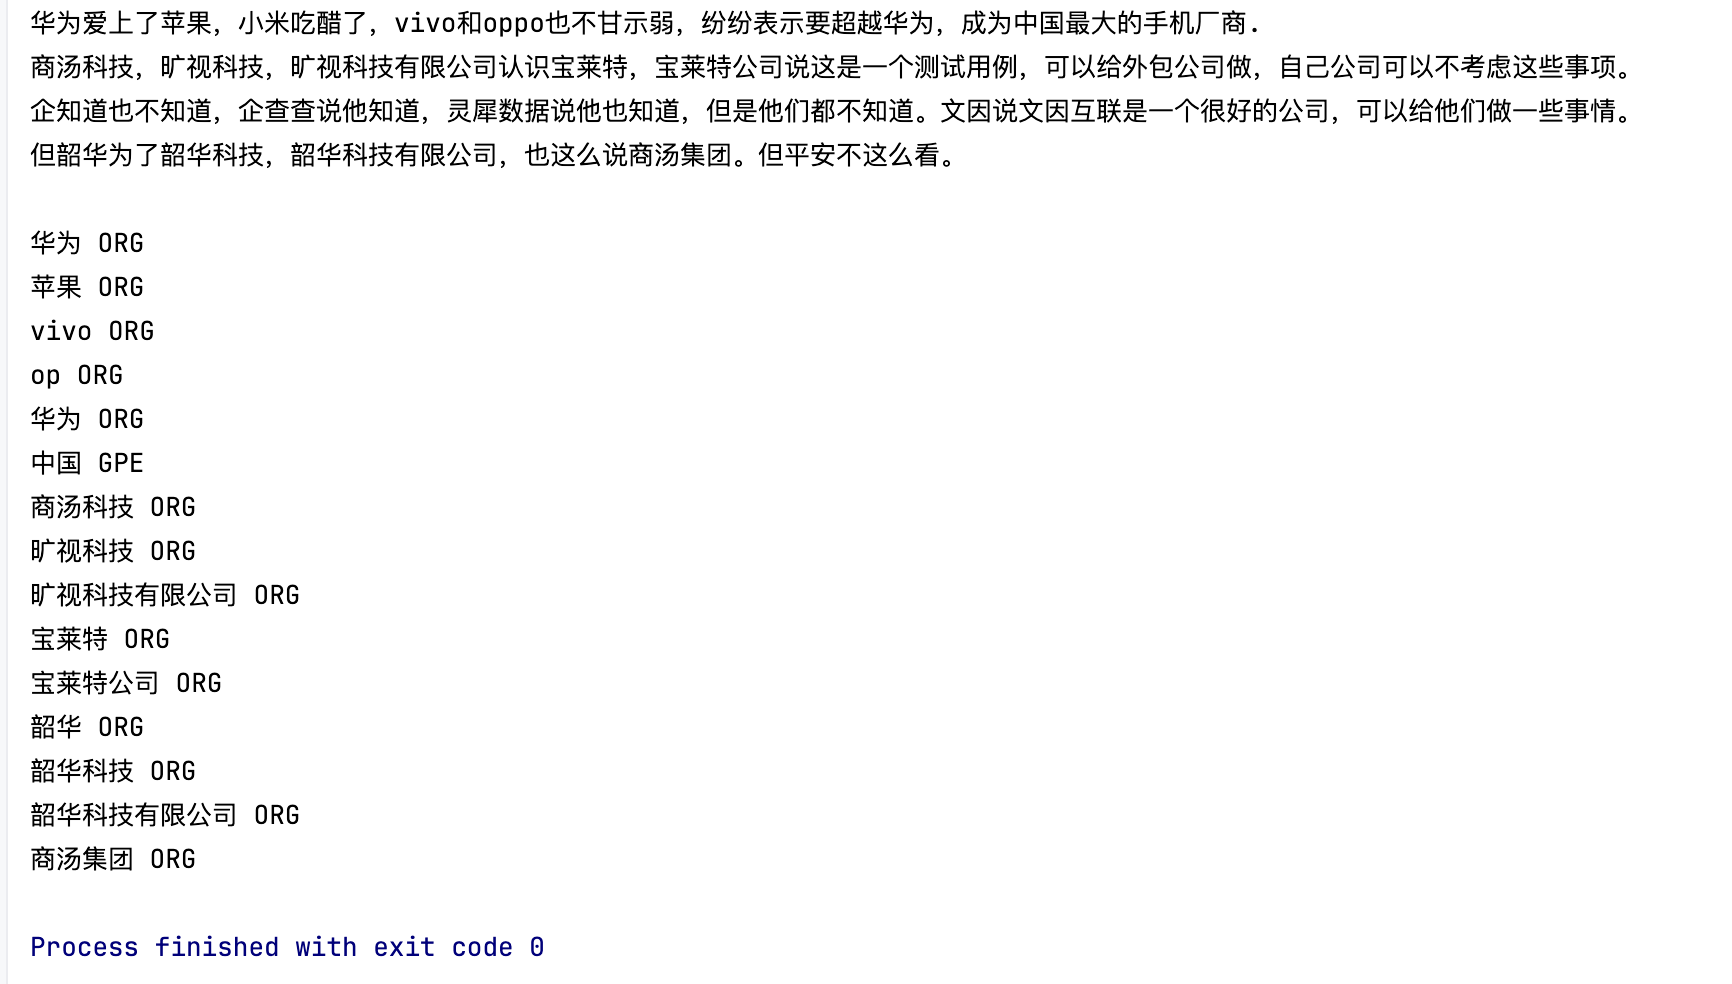 华为爱上了苹果，小米吃醋了，vivo和oppo也不甘示弱，纷纷表示要超越华为，成为中国最大的手机厂商.
商汤科技，旷视科技，旷视科技有限公司认识宝莱特，宝莱特公司说这是一个测试用例，可以给外包公司做，自己公司可以不考虑这些事项。
企知道也不知道，企查查说他知道，灵犀数据说他也知道，但是他们都不知道。文因说文因互联是一个很好的公司，可以给他们做一些事情。
但韶华为了韶华科技，韶华科技有限公司，也这么说商汤集团。但平安不这么看。
华为 ORG
苹果 ORG
vivo ORG
op ORG
华为 ORG
中国 GPE
商汤科技 ORG
旷视科技 ORG
旷视科技有限公司 ORG
宝莱特 ORG
宝莱特公司 ORG
韶华 ORG
韶华科技 ORG
韶华科技有限公司 ORG
商汤集团 ORG
Process finished with exit code 0